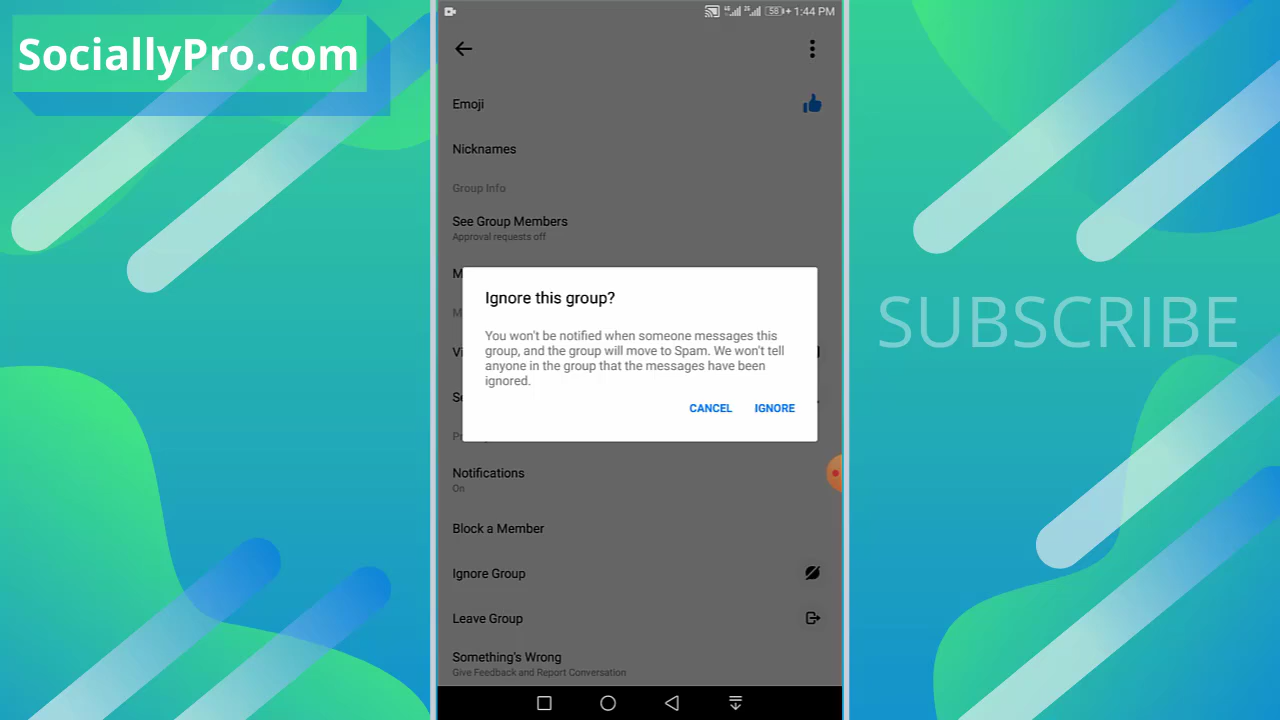 SociallyPro.com
58
1:44 PM
Emoji
Nicknames
Group Info
See Group Members
Approval requests off
M
Ignore this group?
M
You won't be notified when someone messages this
group, and the group will move to Spam. We won't tell
anyone in the group that the messages have been
ignored.
Vi
Se
CANCEL
IGNORE
Notifications
On
Block a Member
Ignore Group
Leave Group
Something's Wrong
Give Feedback and Report Conversation
SUBSCRIBE